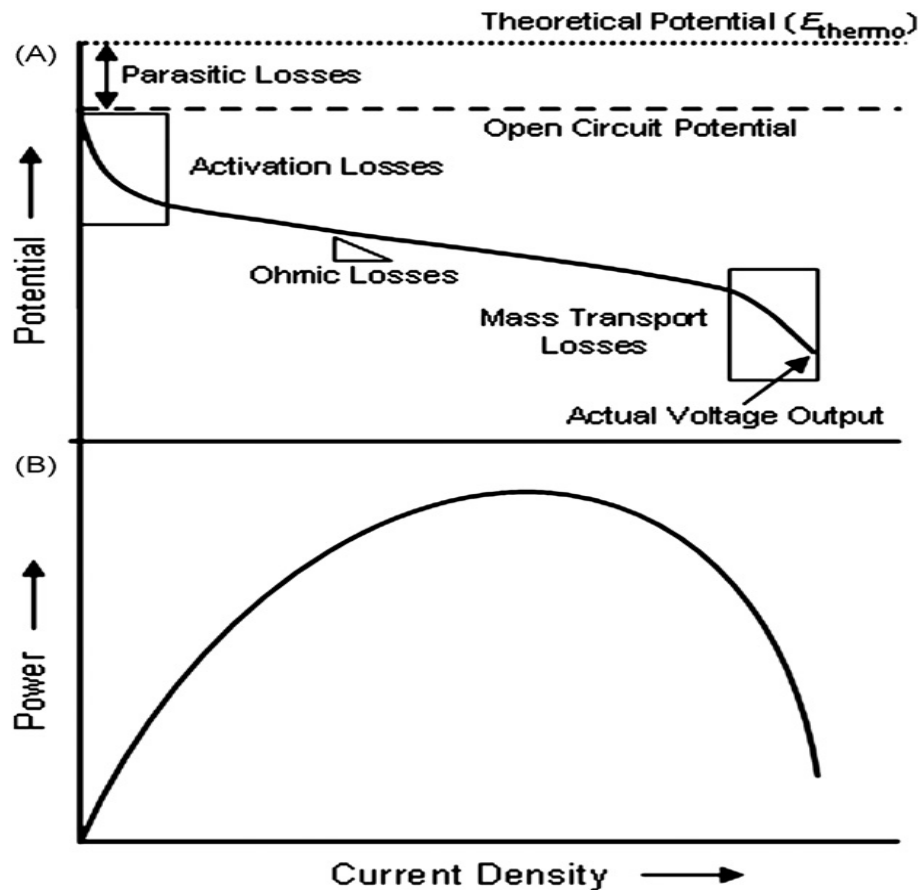 Theoretical Potential (E thermo)
(A)
Parasitic Losses
Open Circuit Potential
Activation Losses
Potential
Ohmic Losses
Mass Transport
Losses
Actual Voltage Output
(B)
Power
Current Density